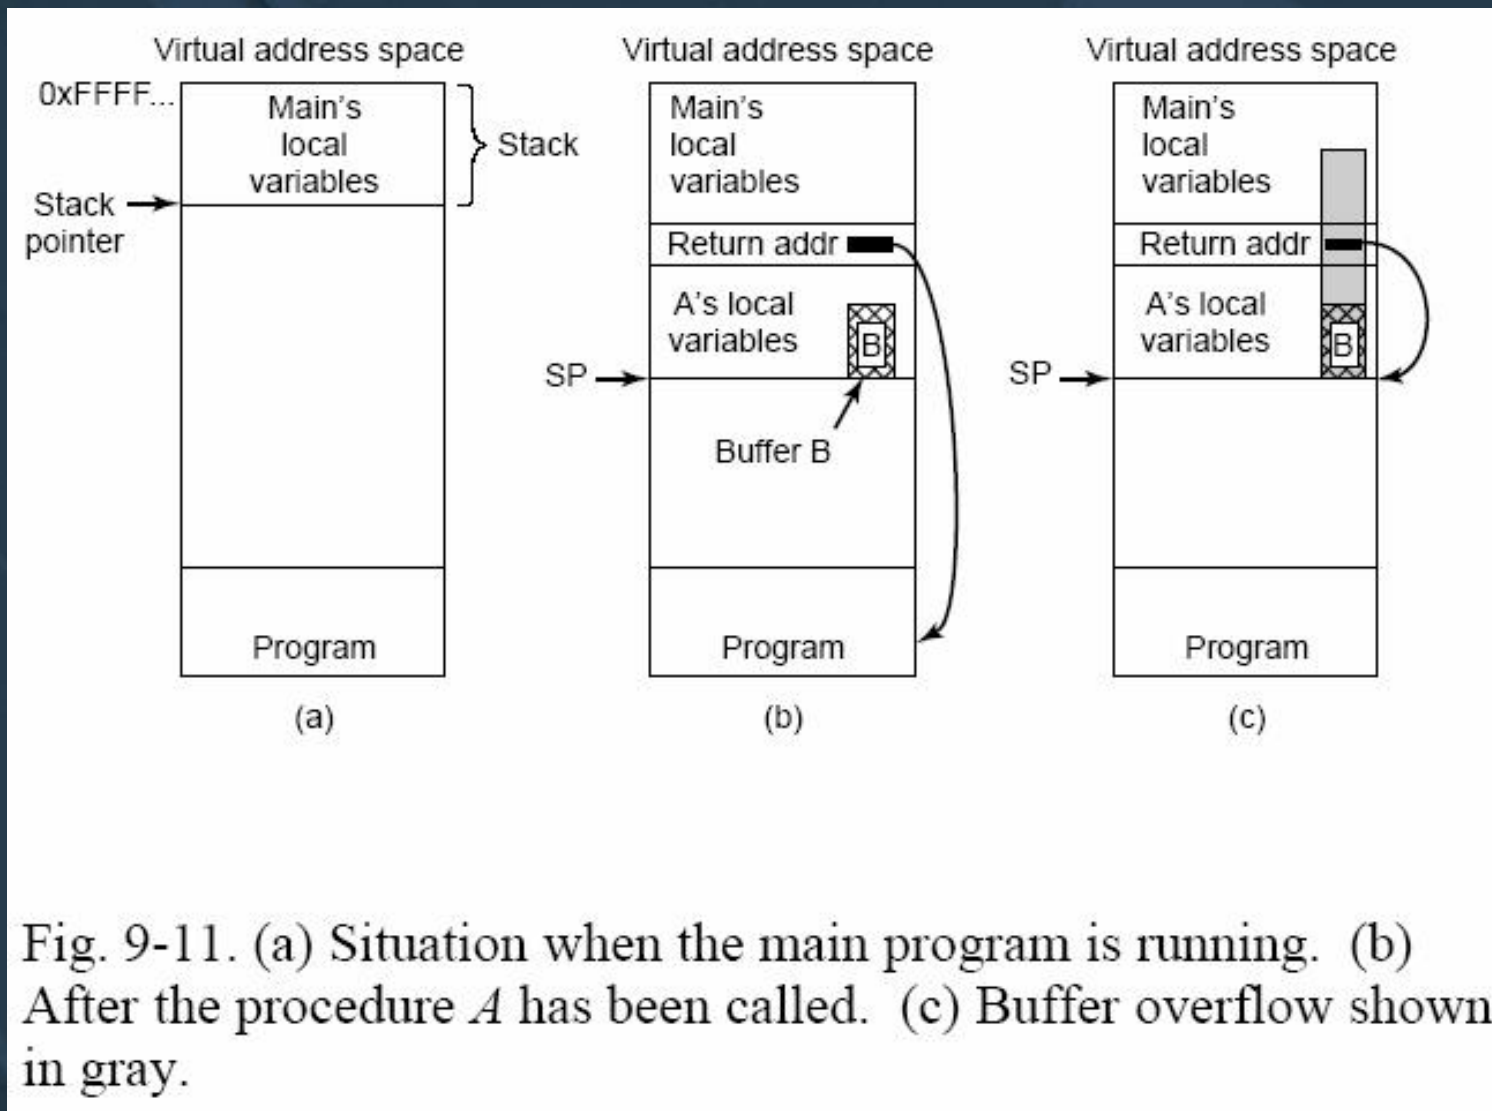 Virtual address space
0xFFFF...
Main's
local
variables
Stack
Stack
pointer
Program
(a)
Virtual address space
Main's
local
variables
Return addr
A's local
variables
B
SP
Buffer B
Program
(b)
Virtual address space
Main's
local
variables
Return addr
A's local
variables
B
SP
Program
(c)
Fig. 9-11. (a) Situation when the main program is running. (b)
After the procedure A has been called. (c) Buffer overflow shown
in gray.